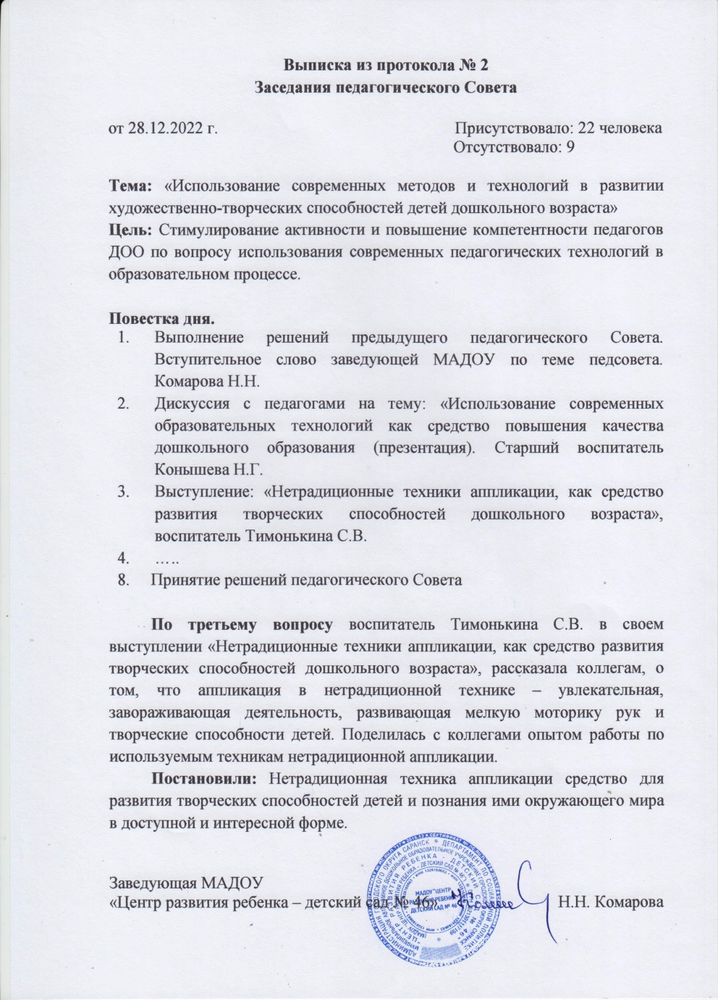 Выписка из протокола № 2
Заседания педагогического Совета
от 28.12.2022 г. Присутствовало: 22 человека
Отсутствовало: 9
Тема: «Использование современных методов и технологий в развитии
художественно-творческих способностей детей дошкольного возраста»
Цель: Стимулирование активности и повышение компетентности педагогов
ДОО по вопросу использования современных педагогических технологий в
образовательном процессе.
Повестка дня.
1. Выполнение решений предыдущего педагогического Совета.
Вступительное слово заведующей МАДОУ по теме педсовета.
Комарова Н.Н.
2. Дискуссия с педагогами на тему: «Использование современных
образовательных технологий как средство повышения качества
дошкольного образования (презентация). Старший воспитатель
Конышева Н.Г.
3. Выступление: «Нетрадиционные техники аппликации, как средство
развития творческих способностей дошкольного возраста»,
воспитатель Тимонькина С.В.
4. …..
8. Принятие решений педагогического Совета
По третьему вопросу воспитатель Тимонькина С.В. в своем
выступлении «Нетрадиционные техники аппликации, как средство развития
творческих способностей дошкольного возраста», рассказала коллегам, о
том, что аппликация в нетрадиционной технике – увлекательная,
завораживающая деятельность, развивающая мелкую моторику рук и
творческие способности детей. Поделилась с коллегами опытом работы по
используемым техникам нетрадиционной аппликации.
Постановили: Нетрадиционная техника аппликации средство для
развития творческих способностей детей и познания ими окружающего мира
в доступной и интересной форме.
Заведующая МАДОУ
«Центр развития ребенка – детский сад № 46» Н.Н. Комарова
МАДОУ "ЦЕНТР
РАЗВИТИЯ РЕБЕНКА -
ДЕТСКИЙ САД № 46"